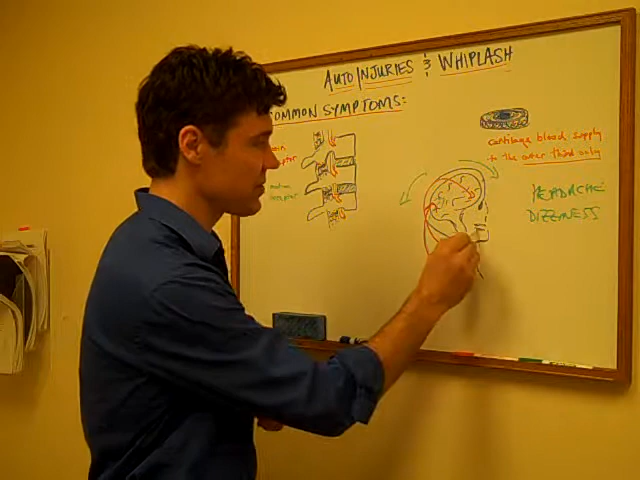 AUTO INJURIES & WHIPLASH
COMMON SYMPTOMS:
cartilage blood supply
to the outer third only
HEADACHE
DIZZINESS